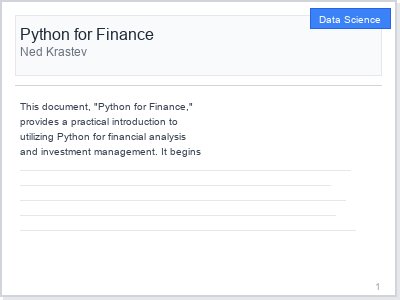 Data Science
Python for Finance
Ned Krastev
This document, "Python for Finance,"
provides a practical introduction to
utilizing Python for financial analysis
and investment management. It begins
1